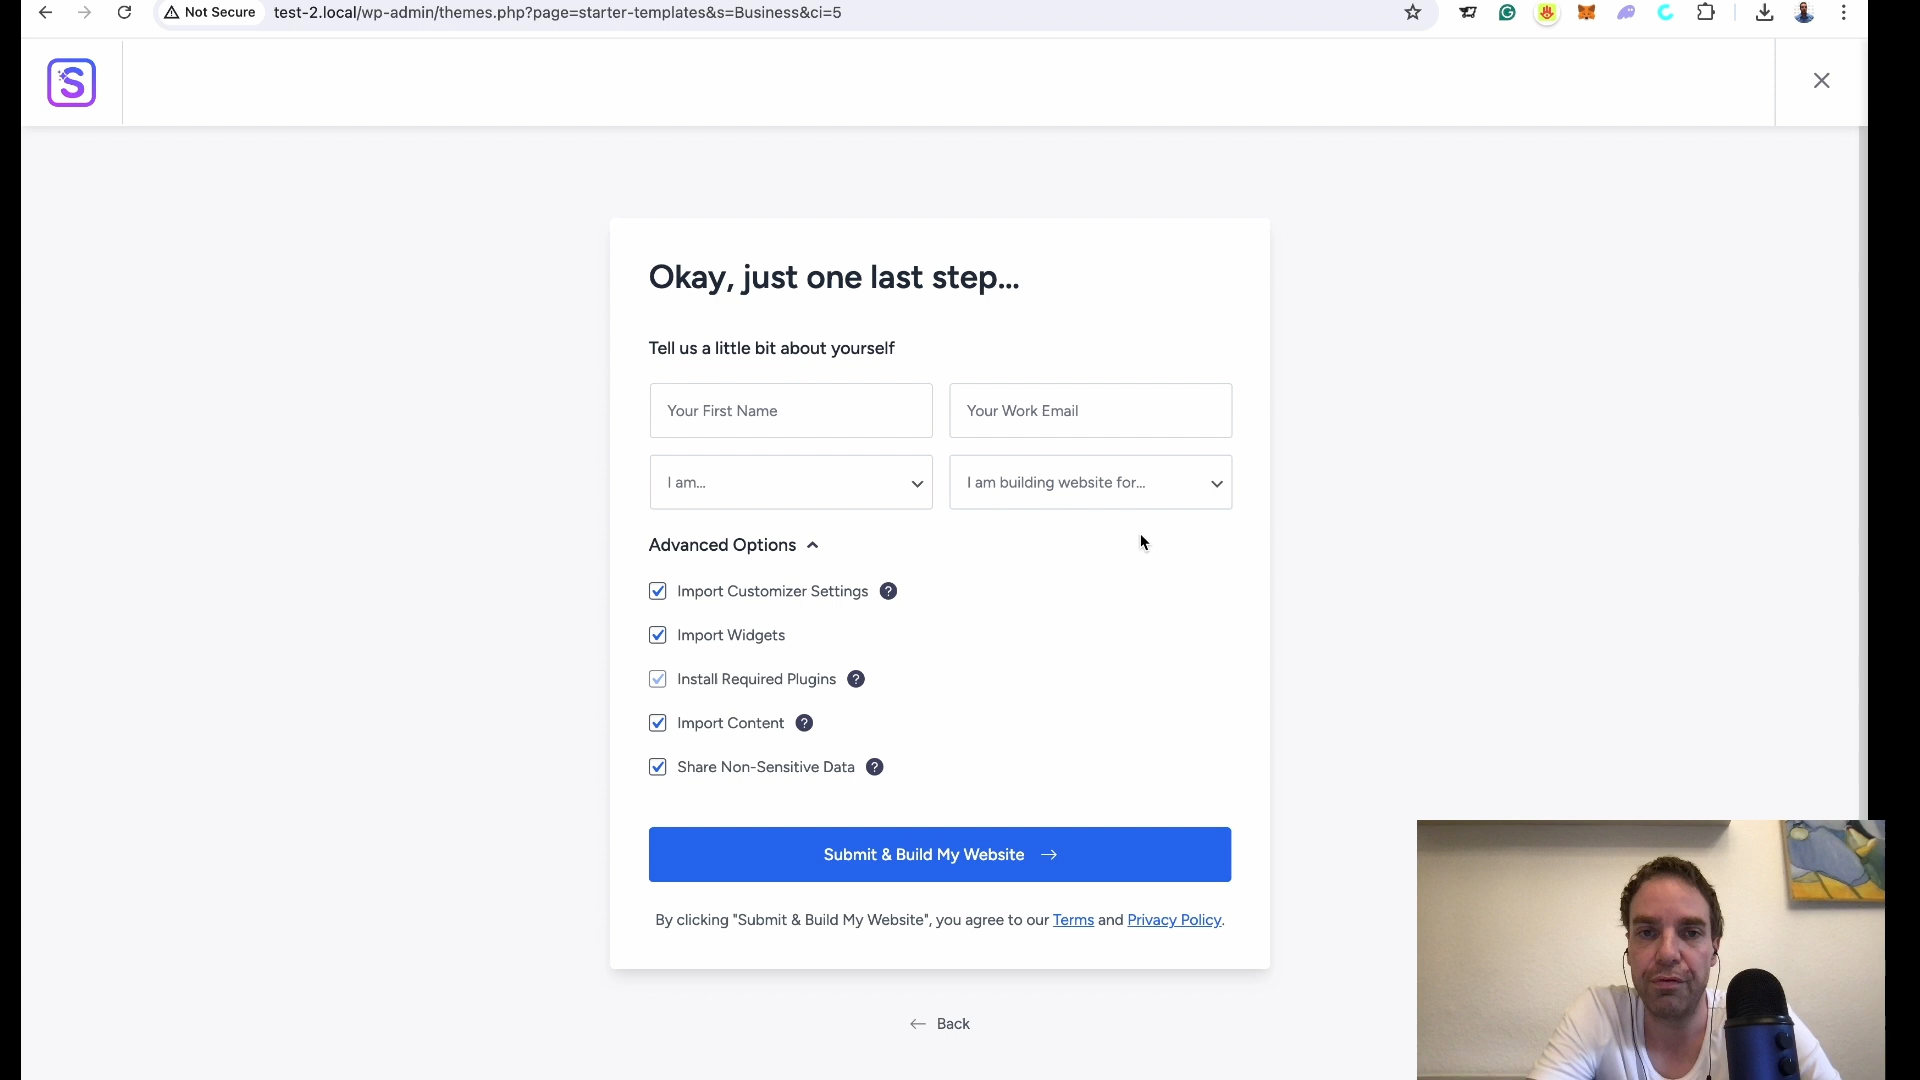 Not Secure
test-2.local/wp-admin/themes.php?page=starter-templates&s=Business&ci=5
S
Okay, just one last step...
Tell us a little bit about yourself
Your First Name
Your Work Email
I am...
I am building website for...
Advanced Options
Import Customizer Settings ?
Import Widgets
Install Required Plugins ?
Import Content ?
Share Non-Sensitive Data ?
Submit & Build My Website →
By clicking "Submit & Build My Website", you agree to our Terms and Privacy Policy.
← Back